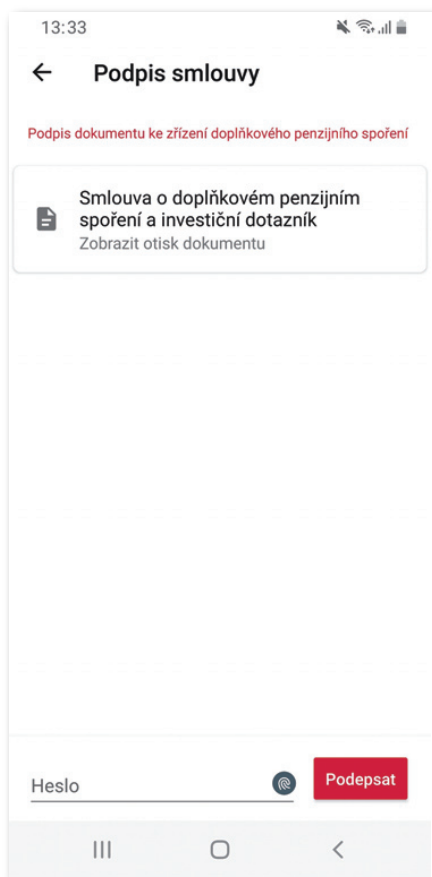 13:33
Podpis smlouvy
Podpis dokumentu ke zřízení doplňkového penzijního spoření
Smlouva o doplňkovém penzijním
spoření a investiční dotazník
Zobrazit otisk dokumentu
Heslo
Podepsat